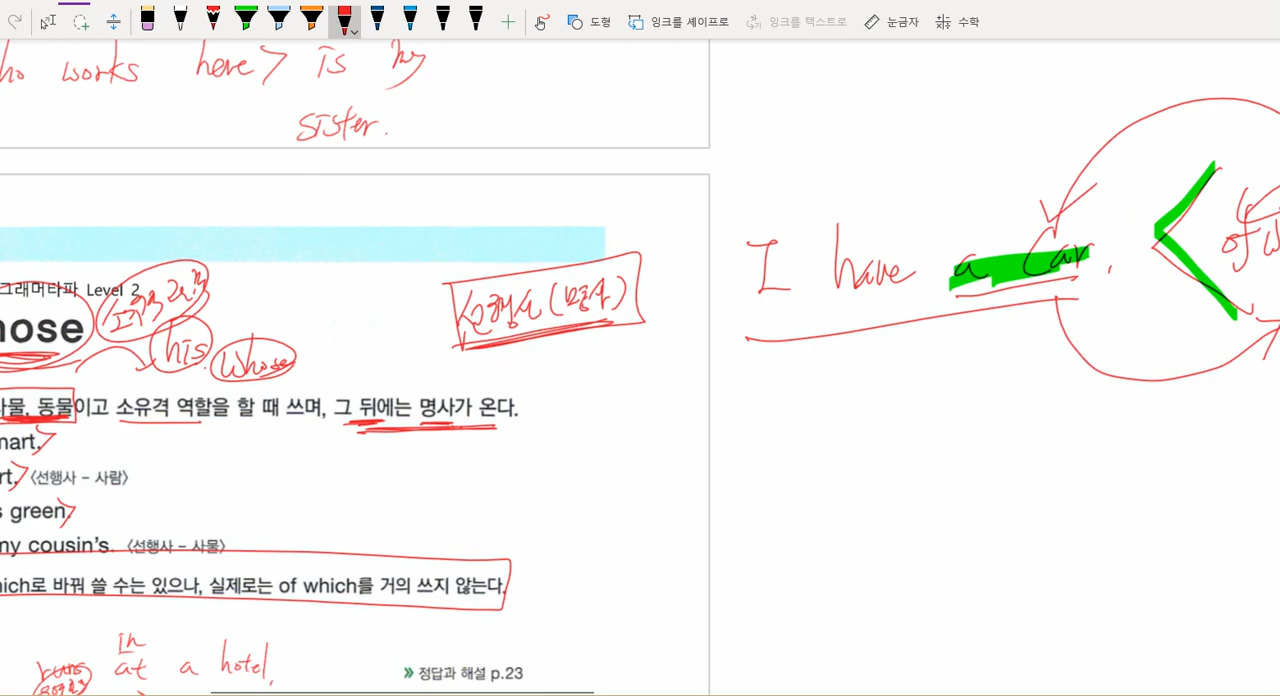 도형 잉크를 셰이프로 잉크를 텍스트로 눈금자 수학
ho works here> is my
sister.
I have a car.
그래머타파 Level 2
선행사(명사)
hose
his whose
사물, 동물이고 소유격 역할을 할 때 쓰며, 그 뒤에는 명사가 온다.
mart.
rt. 〈선행사 – 사람〉
s green
my cousin's. 〈선행사 – 사물〉
hich로 바꿔 쓸 수는 있으나, 실제로는 of which를 거의 쓰지 않는다.
in
at a hotel,
» 정답과 해설 p.23